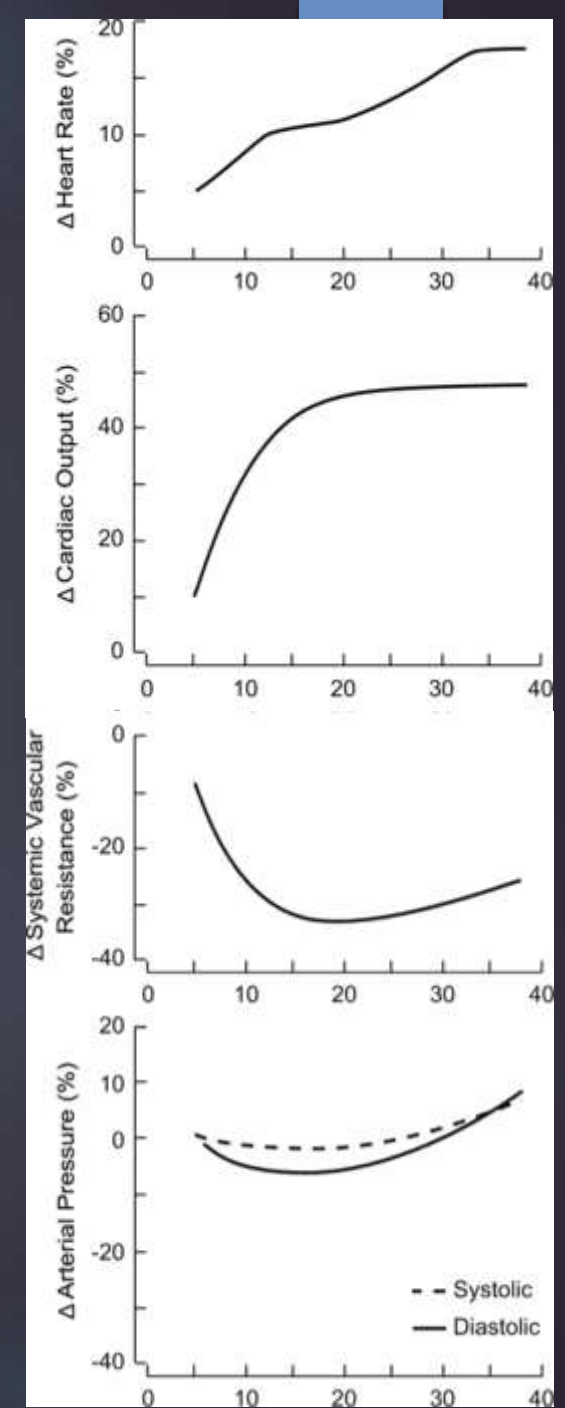 Δ Heart Rate (%)
20
10
0
0 10 20 30 40
Δ Cardiac Output (%)
60
40
20
0
0 10 20 30 40
Δ Systemic Vascular
Resistance (%)
0
-20
-40
0 10 20 30 40
Δ Arterial Pressure (%)
20
10
0
-20
-40
Systolic
Diastolic
0 10 20 30 40